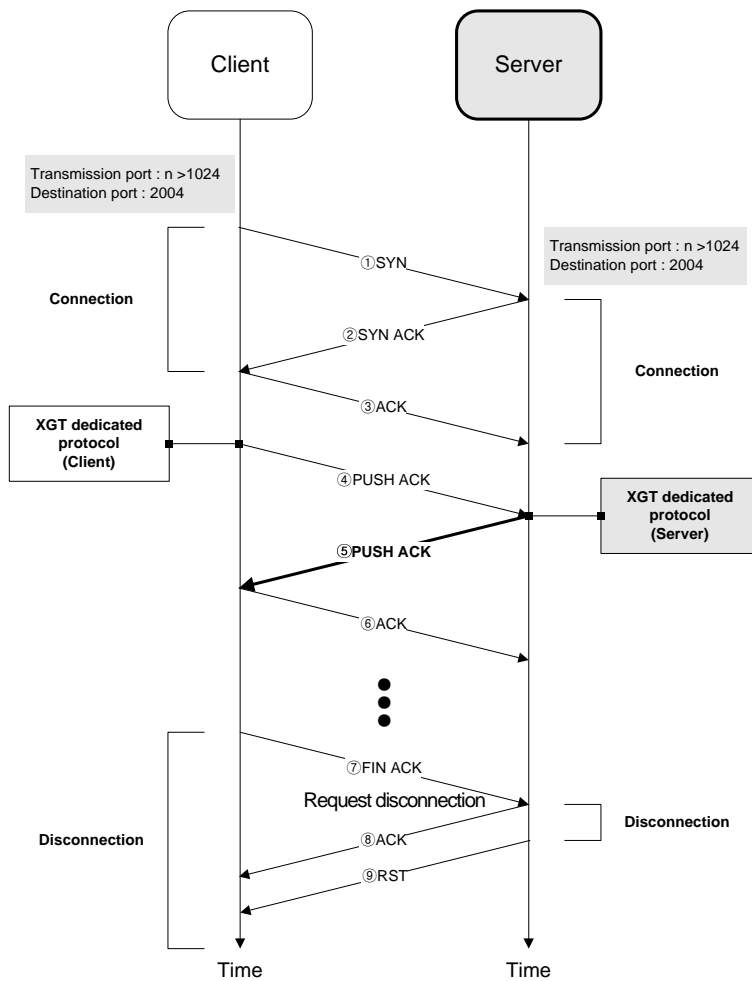 Client
Server
Transmission port : n >1024
Destination port : 2004
①SYN
Transmission port : n >1024
Destination port : 2004
Connection
②SYN ACK
Connection
③ACK
XGT dedicated
protocol
(Client)
④PUSH ACK
XGT dedicated
protocol
(Server)
⑤PUSH ACK
⑥ACK
⑦FIN ACK
Request disconnection
Disconnection
Disconnection
⑧ACK
⑨RST
Time
Time